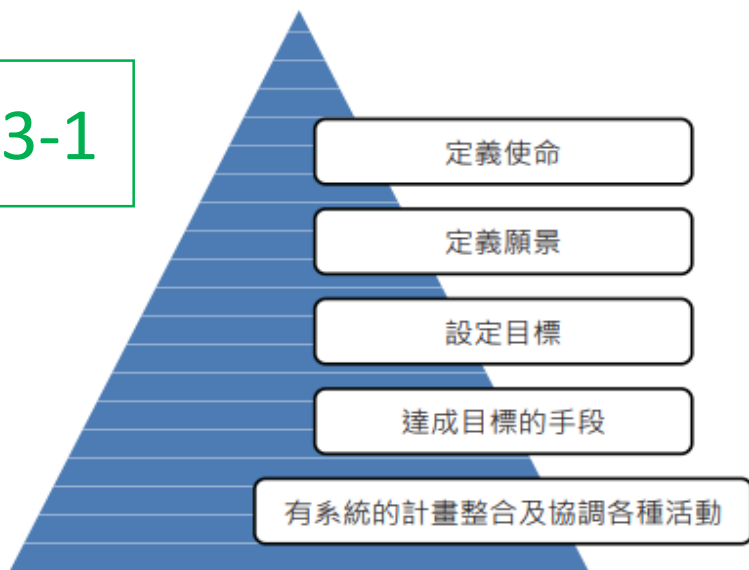 3-1
定義使命
定義願景
設定目標
達成目標的手段
有系統的計畫整合及協調各種活動